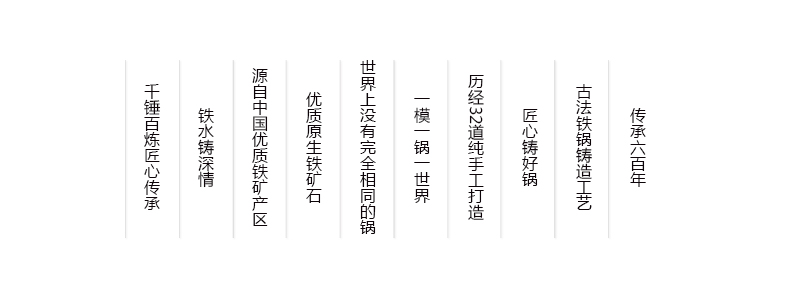 传承六百年
古法铁锅铸造工艺
匠心铸好锅
历经32道纯手工打造
一模一锅一世界
世界上没有完全相同的锅
优质原生铁矿石
源自中国优质铁矿产区
铁水铸深情
千锤百炼匠心传承